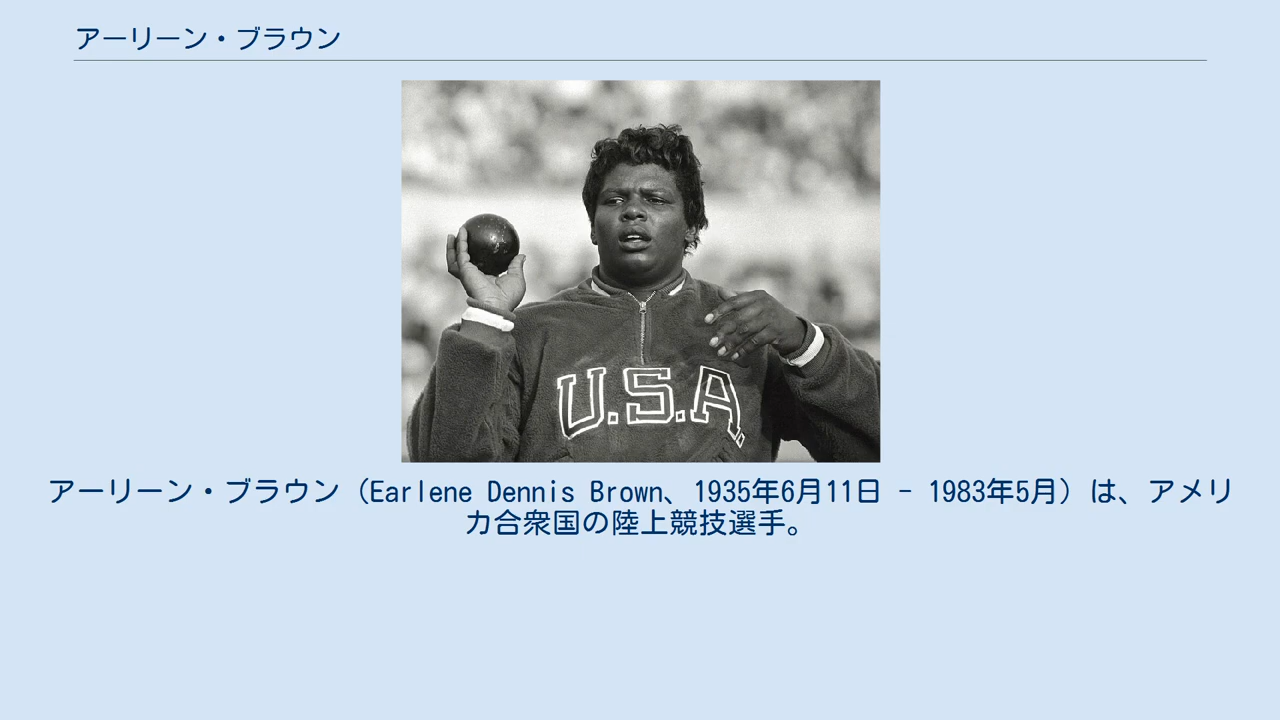 アーリーン・ブラウン
U.S.A.
アーリーン・ブラウン（Earlene Dennis Brown、1935年6月11日 - 1983年5月）は、アメリ
カ合衆国の陸上競技選手。